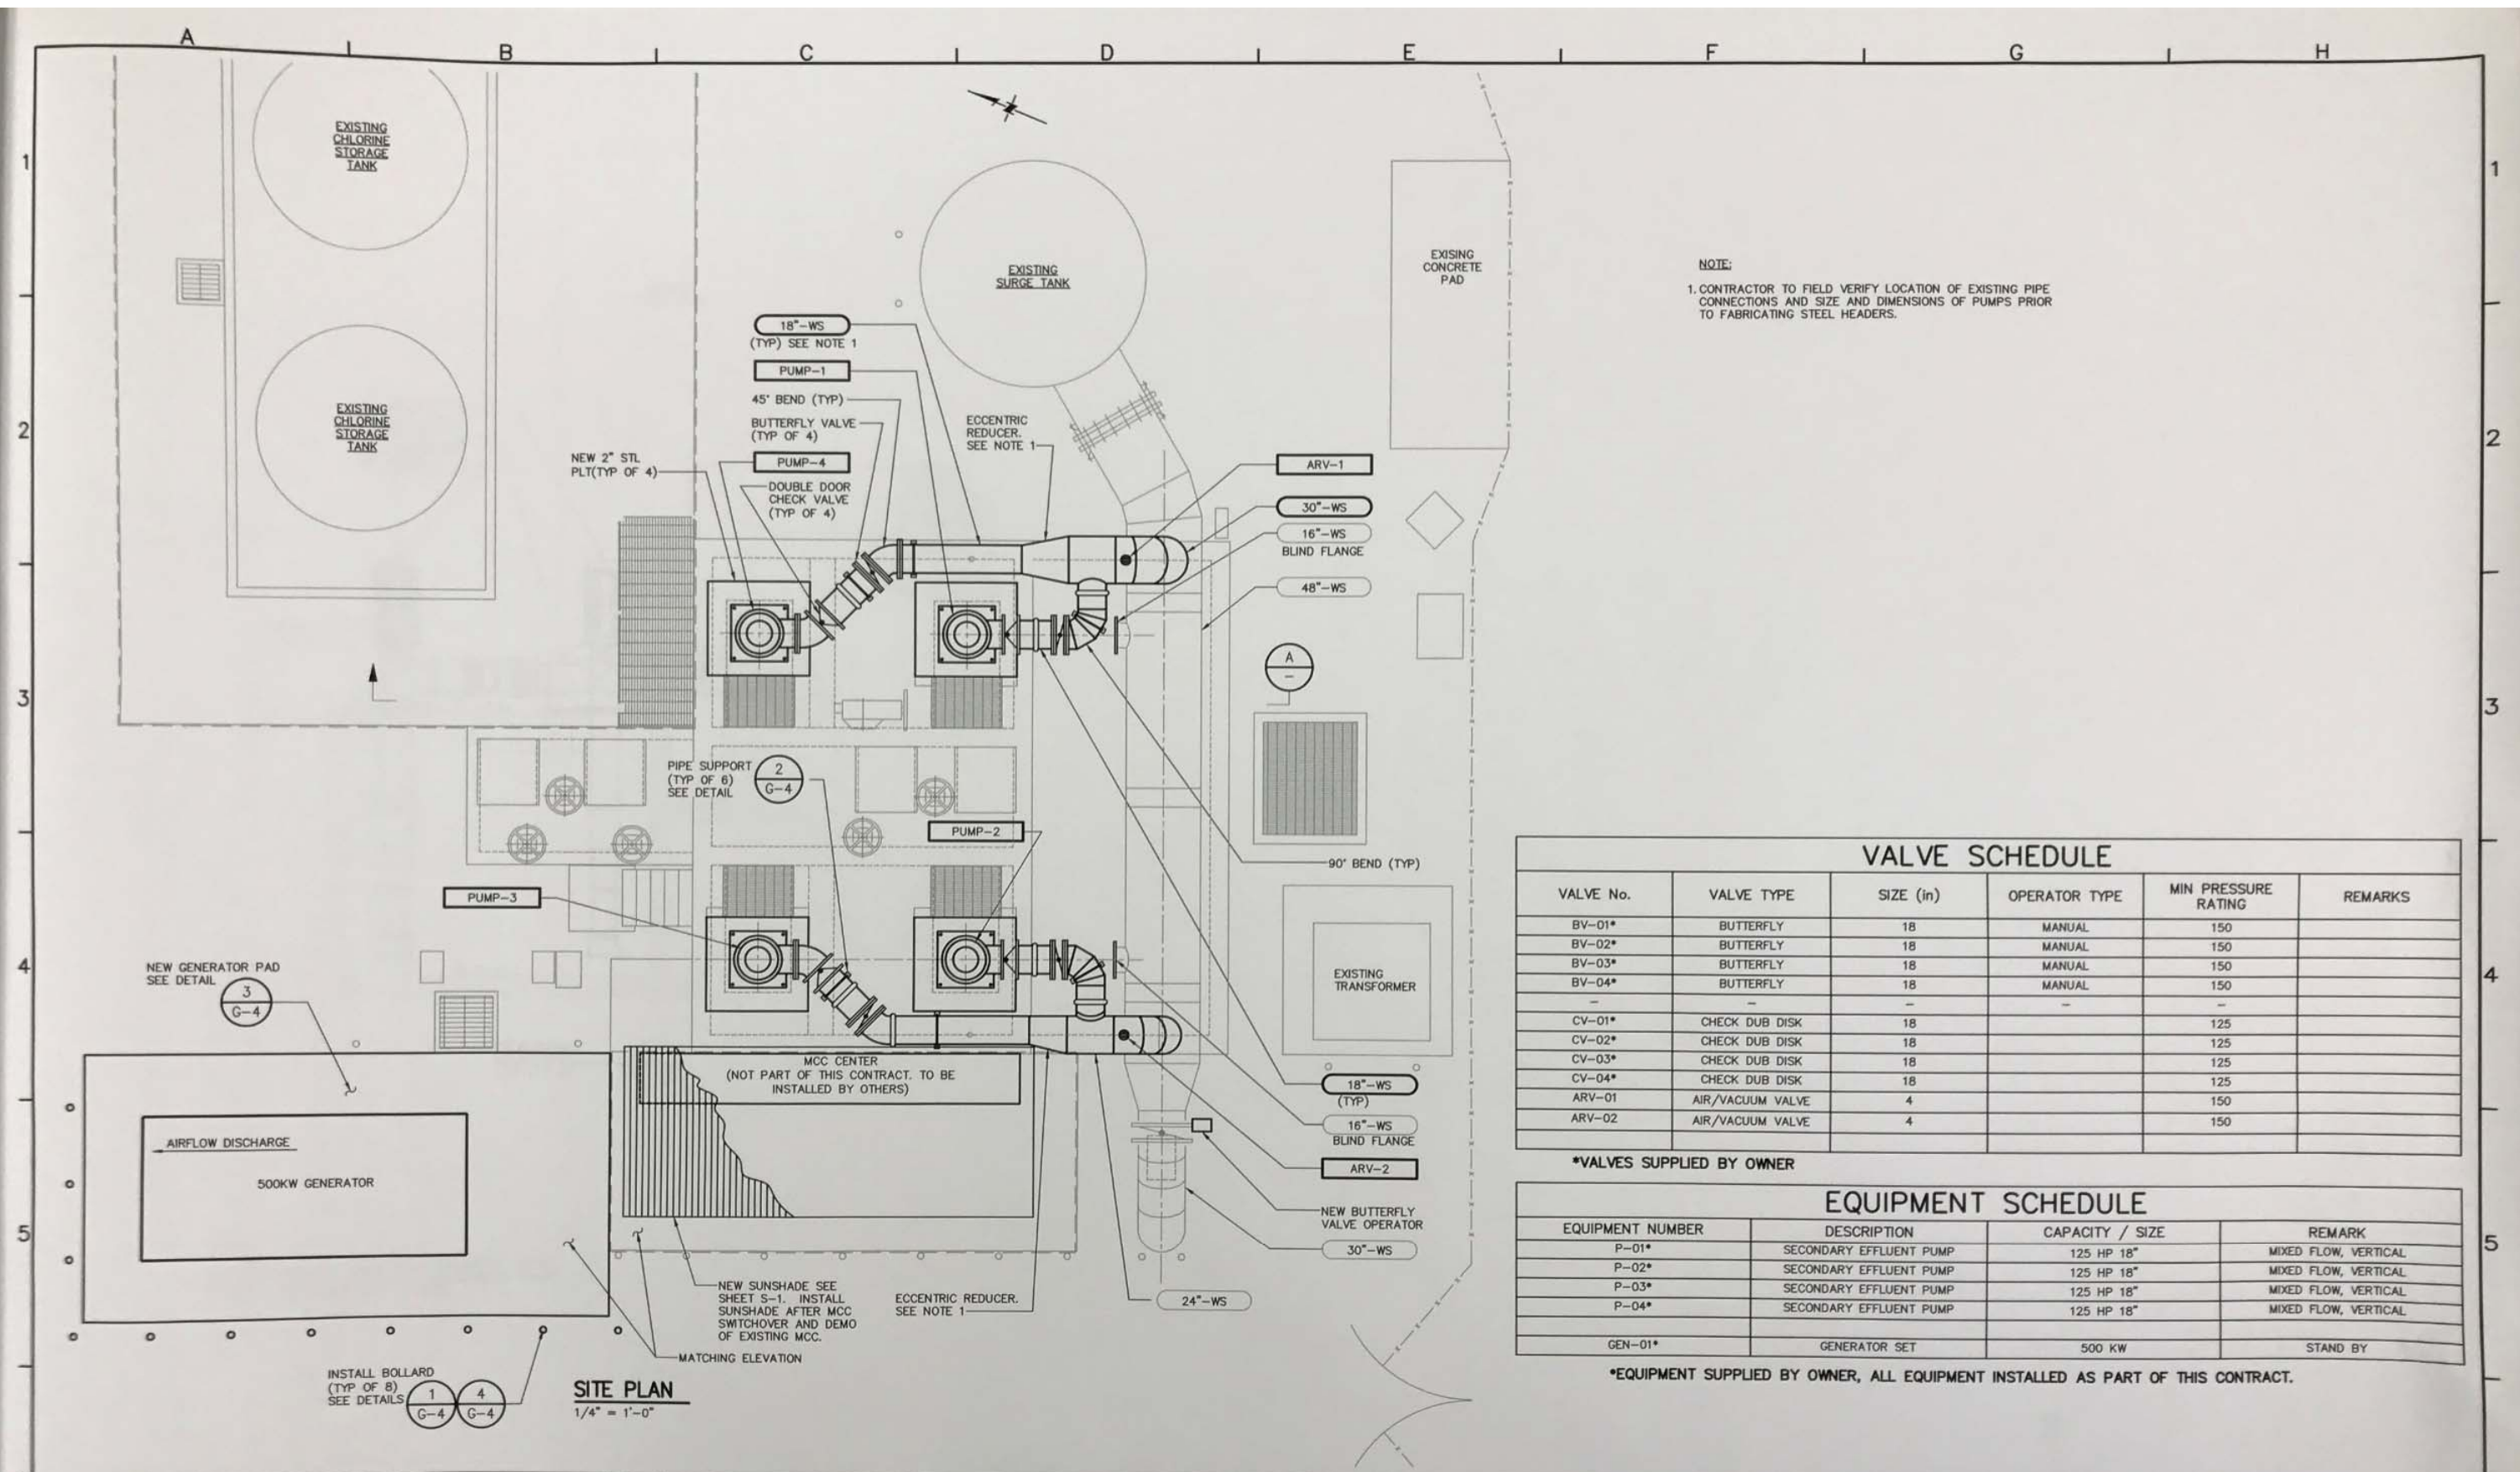 A
B
C
D
E
F
G
H
1
1
2
2
3
3
4
4
5
5
EXISTING
CHLORINE
STORAGE
TANK
EXISTING
CHLORINE
STORAGE
TANK
EXISTING
SURGE TANK
EXISING
CONCRETE
PAD
NOTE:
1. CONTRACTOR TO FIELD VERIFY LOCATION OF EXISTING PIPE
CONNECTIONS AND SIZE AND DIMENSIONS OF PUMPS PRIOR
TO FABRICATING STEEL HEADERS.
18"-WS
(TYP) SEE NOTE 1
PUMP-1
45° BEND (TYP)
BUTTERFLY VALVE
(TYP OF 4)
PUMP-4
DOUBLE DOOR
CHECK VALVE
(TYP OF 4)
NEW 2" STL
PLT(TYP OF 4)
ECCENTRIC
REDUCER.
SEE NOTE 1
ARV-1
30"-WS
16"-WS
BLIND FLANGE
48"-WS
A
-
PIPE SUPPORT
(TYP OF 6)
SEE DETAIL
2
G-4
PUMP-2
90° BEND (TYP)
PUMP-3
NEW GENERATOR PAD
SEE DETAIL
3
G-4
EXISTING
TRANSFORMER
MCC CENTER
(NOT PART OF THIS CONTRACT. TO BE
INSTALLED BY OTHERS)
18"-WS
(TYP)
16"-WS
BLIND FLANGE
ARV-2
NEW BUTTERFLY
VALVE OPERATOR
30"-WS
24"-WS
AIRFLOW DISCHARGE
500KW GENERATOR
NEW SUNSHADE SEE
SHEET S-1. INSTALL
SUNSHADE AFTER MCC
SWITCHOVER AND DEMO
OF EXISTING MCC.
ECCENTRIC REDUCER.
SEE NOTE 1
MATCHING ELEVATION
INSTALL BOLLARD
(TYP OF 8)
SEE DETAILS
1
G-4
4
G-4
SITE PLAN
1/4" = 1'-0"
VALVE SCHEDULE
VALVE No. VALVE TYPE SIZE (in) OPERATOR TYPE MIN PRESSURE RATING REMARKS
BV-01* BUTTERFLY 18 MANUAL 150
BV-02* BUTTERFLY 18 MANUAL 150
BV-03* BUTTERFLY 18 MANUAL 150
BV-04* BUTTERFLY 18 MANUAL 150
- - - - -
CV-01* CHECK DUB DISK 18 125
CV-02* CHECK DUB DISK 18 125
CV-03* CHECK DUB DISK 18 125
CV-04* CHECK DUB DISK 18 125
ARV-01 AIR/VACUUM VALVE 4 150
ARV-02 AIR/VACUUM VALVE 4 150
*VALVES SUPPLIED BY OWNER
EQUIPMENT SCHEDULE
EQUIPMENT NUMBER DESCRIPTION CAPACITY / SIZE REMARK
P-01* SECONDARY EFFLUENT PUMP 125 HP 18" MIXED FLOW, VERTICAL
P-02* SECONDARY EFFLUENT PUMP 125 HP 18" MIXED FLOW, VERTICAL
P-03* SECONDARY EFFLUENT PUMP 125 HP 18" MIXED FLOW, VERTICAL
P-04* SECONDARY EFFLUENT PUMP 125 HP 18" MIXED FLOW, VERTICAL
GEN-01* GENERATOR SET 500 KW STAND BY
*EQUIPMENT SUPPLIED BY OWNER, ALL EQUIPMENT INSTALLED AS PART OF THIS CONTRACT.